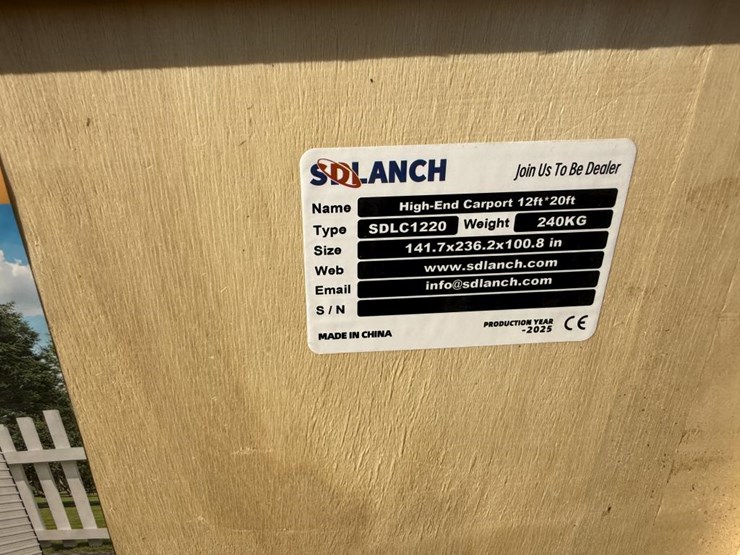 SDLANCH
Join Us To Be Dealer
Name High-End Carport 12ft*20ft
Type SDLC1220 Weight 240KG
Size 141.7x236.2x100.8 in
Web www.sdlanch.com
Email info@sdlanch.com
S / N
MADE IN CHINA
PRODUCTION YEAR
-2025
CE